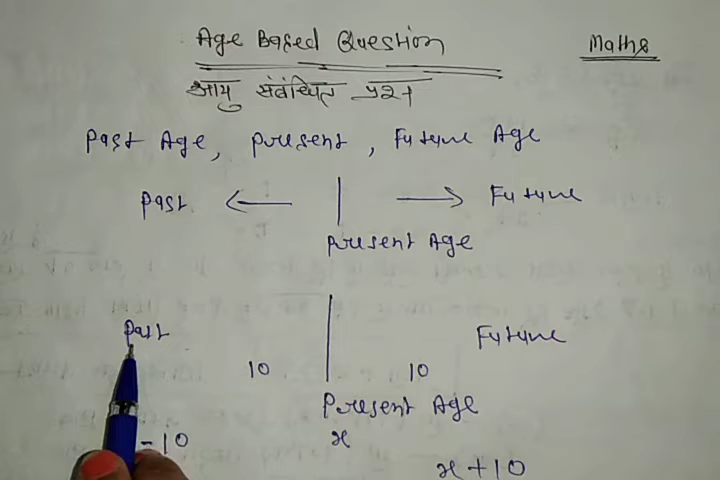 Age Based Question
Maths
आयु संबंधित प्रश्न
Past Age, Present, Future Age
Past ← | → Future
Present Age
Past | Future
10 10
Present Age
- 10 x
x + 10